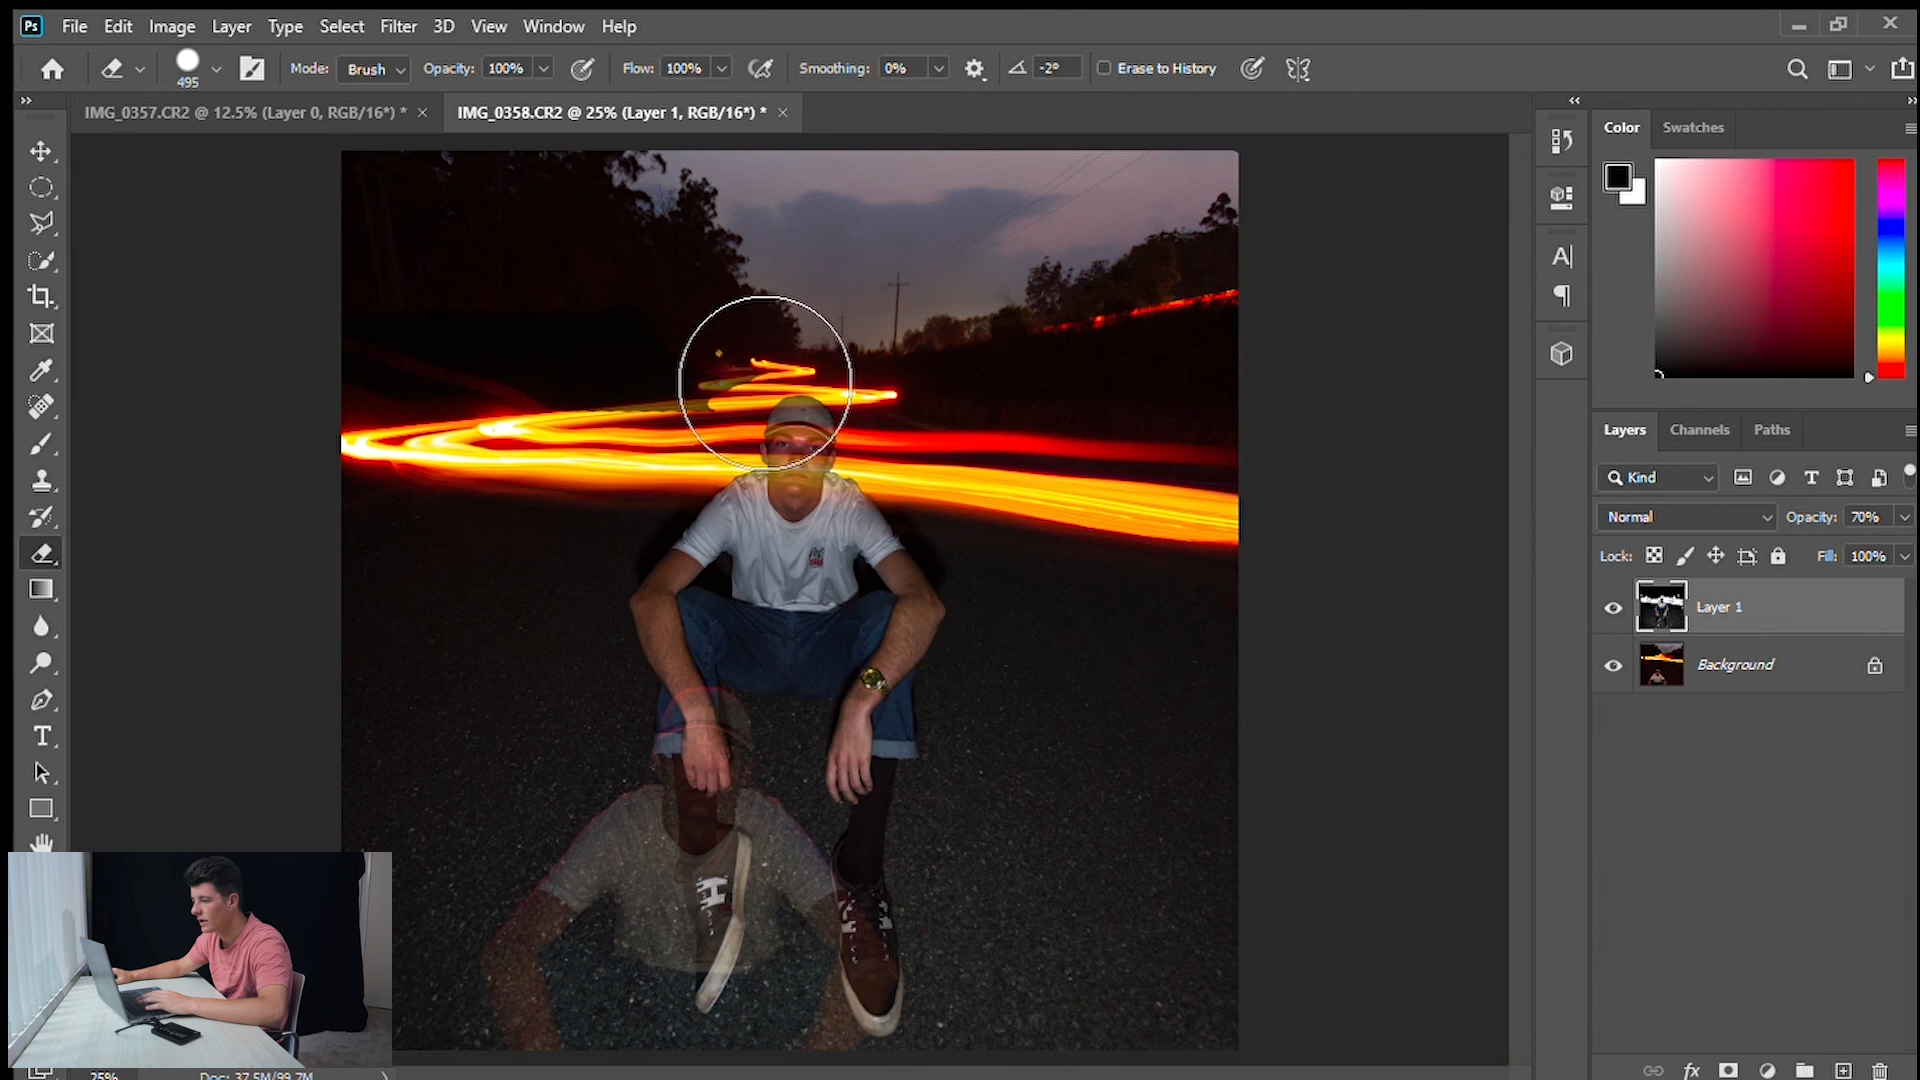 Ps File Edit Image Layer Type Select Filter 3D View Window Help
495 Mode: Brush Opacity: 100% Flow: 100% Smoothing: 0% -2° Erase to History
IMG_0357.CR2 @ 12.5% (Layer 0, RGB/16*) * IMG_0358.CR2 @ 25% (Layer 1, RGB/16*) *
Color Swatches
Layers Channels Paths
Kind
Normal Opacity: 70%
Lock: Fill: 100%
Layer 1
Background
25% Doc: 37.5M/99.7M